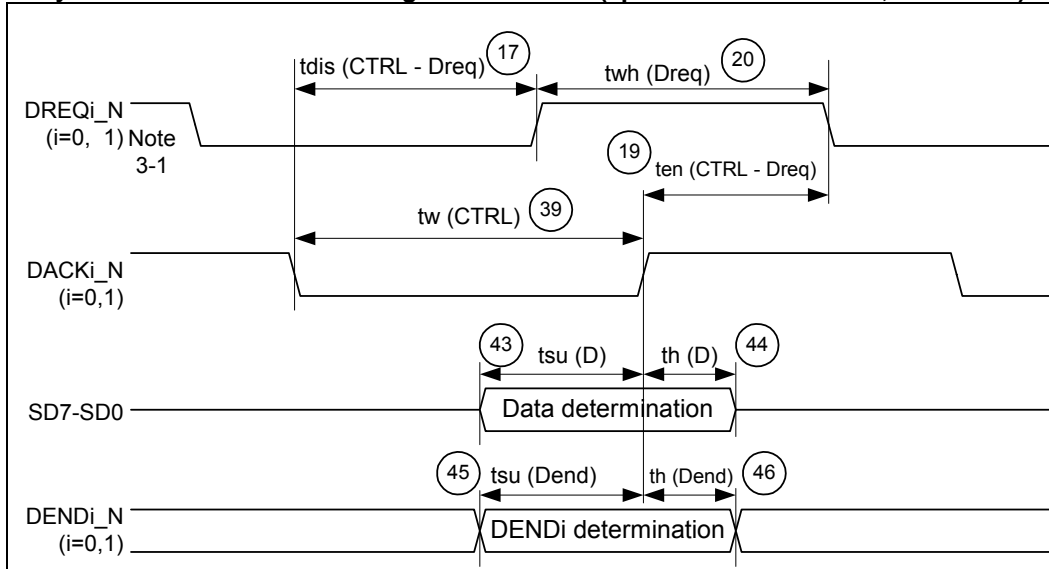 tdis (CTRL - Dreq) 17
twh (Dreq) 20
DREQi_N
(i=0, 1) Note
3-1
19
ten (CTRL - Dreq)
tw (CTRL) 39
DACKi_N
(i=0,1)
43 tsu (D) th (D) 44
SD7-SD0 Data determination
45 tsu (Dend) th (Dend) 46
DENDi_N
(i=0,1)
DENDi determination